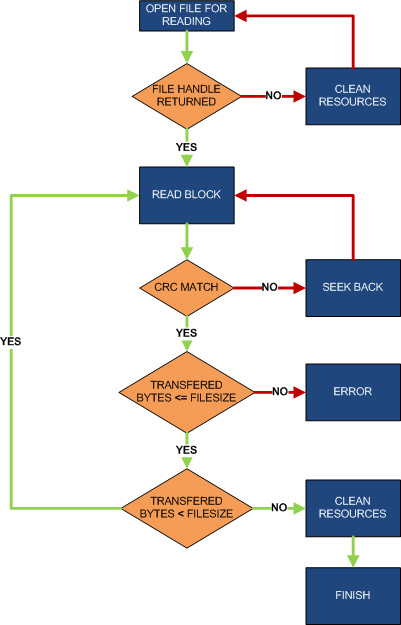 OPEN FILE FOR
READING
FILE HANDLE
RETURNED
NO
CLEAN
RESOURCES
YES
READ BLOCK
CRC MATCH
NO
SEEK BACK
YES
YES
TRANSFERED
BYTES <= FILESIZE
NO
ERROR
YES
TRANSFERED
BYTES < FILESIZE
NO
CLEAN
RESOURCES
FINISH